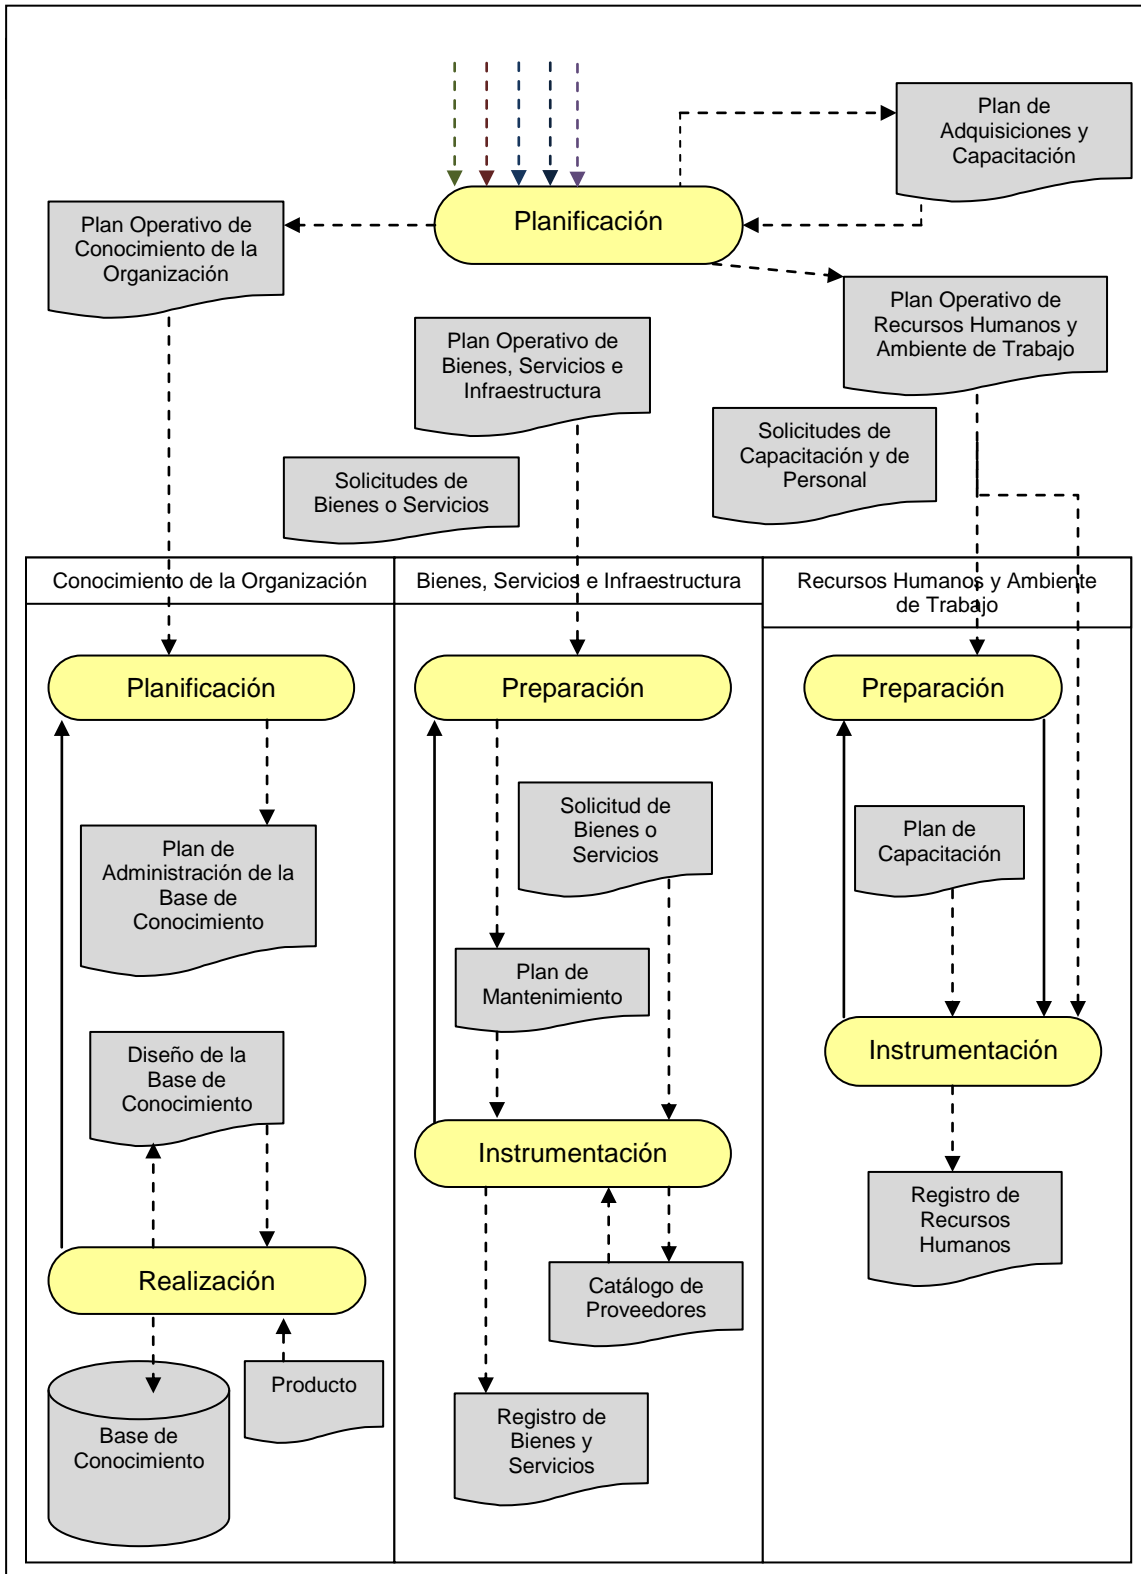 Plan de
Adquisiciones y
Capacitación
Planificación
Plan Operativo de
Conocimiento de la
Organización
Plan Operativo de
Recursos Humanos y
Ambiente de Trabajo
Plan Operativo de
Bienes, Servicios e
Infraestructura
Solicitudes de
Capacitación y de
Personal
Solicitudes de
Bienes o Servicios
Conocimiento de la Organización
Bienes, Servicios e Infraestructura
Recursos Humanos y Ambiente
de Trabajo
Planificación
Preparación
Preparación
Solicitud de
Bienes o
Servicios
Plan de
Capacitación
Plan de
Administración de la
Base de
Conocimiento
Plan de
Mantenimiento
Instrumentación
Diseño de la
Base de
Conocimiento
Instrumentación
Registro de
Recursos
Humanos
Realización
Catálogo de
Proveedores
Producto
Base de
Conocimiento
Registro de
Bienes y
Servicios